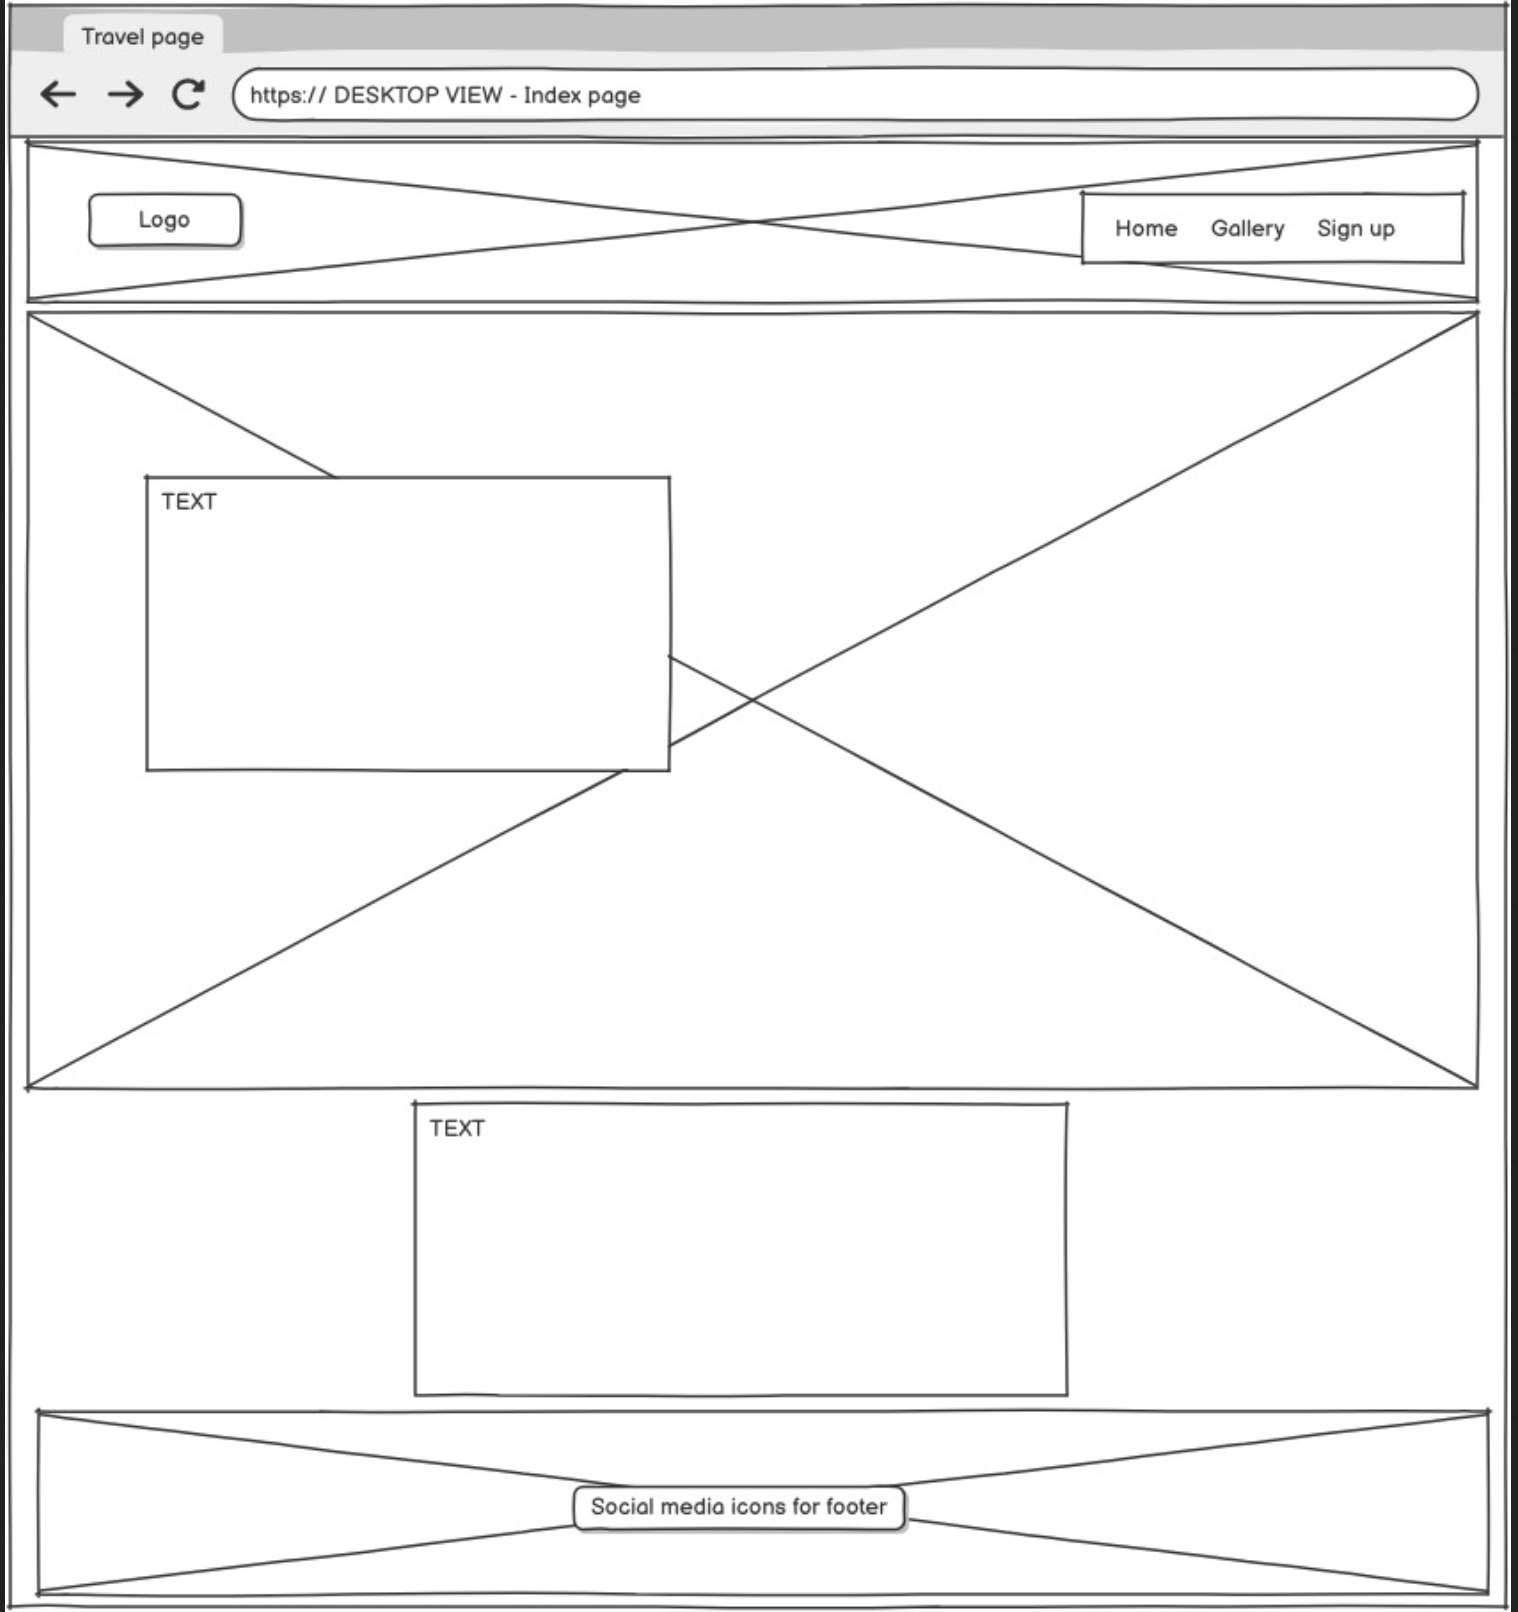 Travel page
https:// DESKTOP VIEW - Index page
Logo
Home Gallery Sign up
TEXT
TEXT
Social media icons for footer